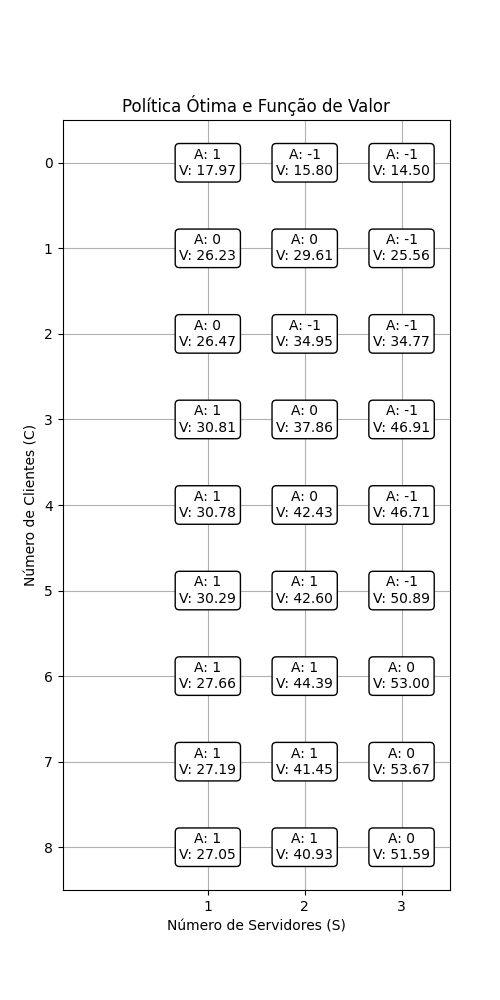 Política Ótima e Função de Valor
0
A: 1
V: 17.97
A: -1
V: 15.80
A: -1
V: 14.50
1
A: 0
V: 26.23
A: 0
V: 29.61
A: -1
V: 25.56
2
A: 0
V: 26.47
A: -1
V: 34.95
A: -1
V: 34.77
3
A: 1
V: 30.81
A: 0
V: 37.86
A: -1
V: 46.91
4
A: 1
V: 30.78
A: 0
V: 42.43
A: -1
V: 46.71
5
A: 1
V: 30.29
A: 1
V: 42.60
A: -1
V: 50.89
6
A: 1
V: 27.66
A: 1
V: 44.39
A: 0
V: 53.00
7
A: 1
V: 27.19
A: 1
V: 41.45
A: 0
V: 53.67
8
A: 1
V: 27.05
A: 1
V: 40.93
A: 0
V: 51.59
Número de Clientes (C)
1
2
3
Número de Servidores (S)